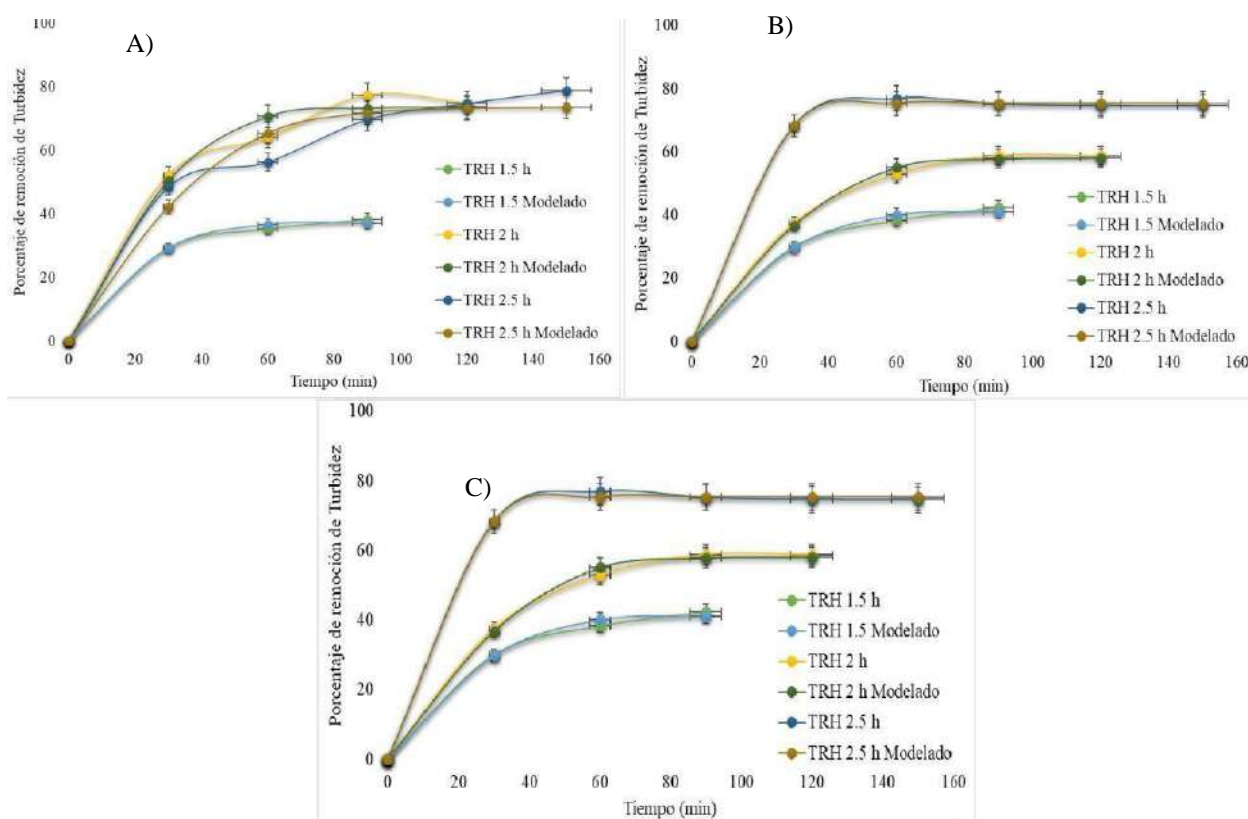 A)
Porcentaje de remoción de Turbidez
100
80
60
40
20
0
TRH 1.5 h
TRH 1.5 Modelado
TRH 2 h
TRH 2 h Modelado
TRH 2.5 h
TRH 2.5 h Modelado
0 20 40 60 80 100 120 140 160
Tiempo (min)
B)
Porcentaje de remoción de Turbidez
100
80
60
40
20
0
TRH 1.5 h
TRH 1.5 Modelado
TRH 2 h
TRH 2 h Modelado
TRH 2.5 h
TRH 2.5 h Modelado
0 20 40 60 80 100 120 140 160
Tiempo (min)
C)
Porcentaje de remoción de Turbidez
100
80
60
40
20
0
TRH 1.5 h
TRH 1.5 Modelado
TRH 2 h
TRH 2 h Modelado
TRH 2.5 h
TRH 2.5 h Modelado
0 20 40 60 80 100 120 140 160
Tiempo (min)